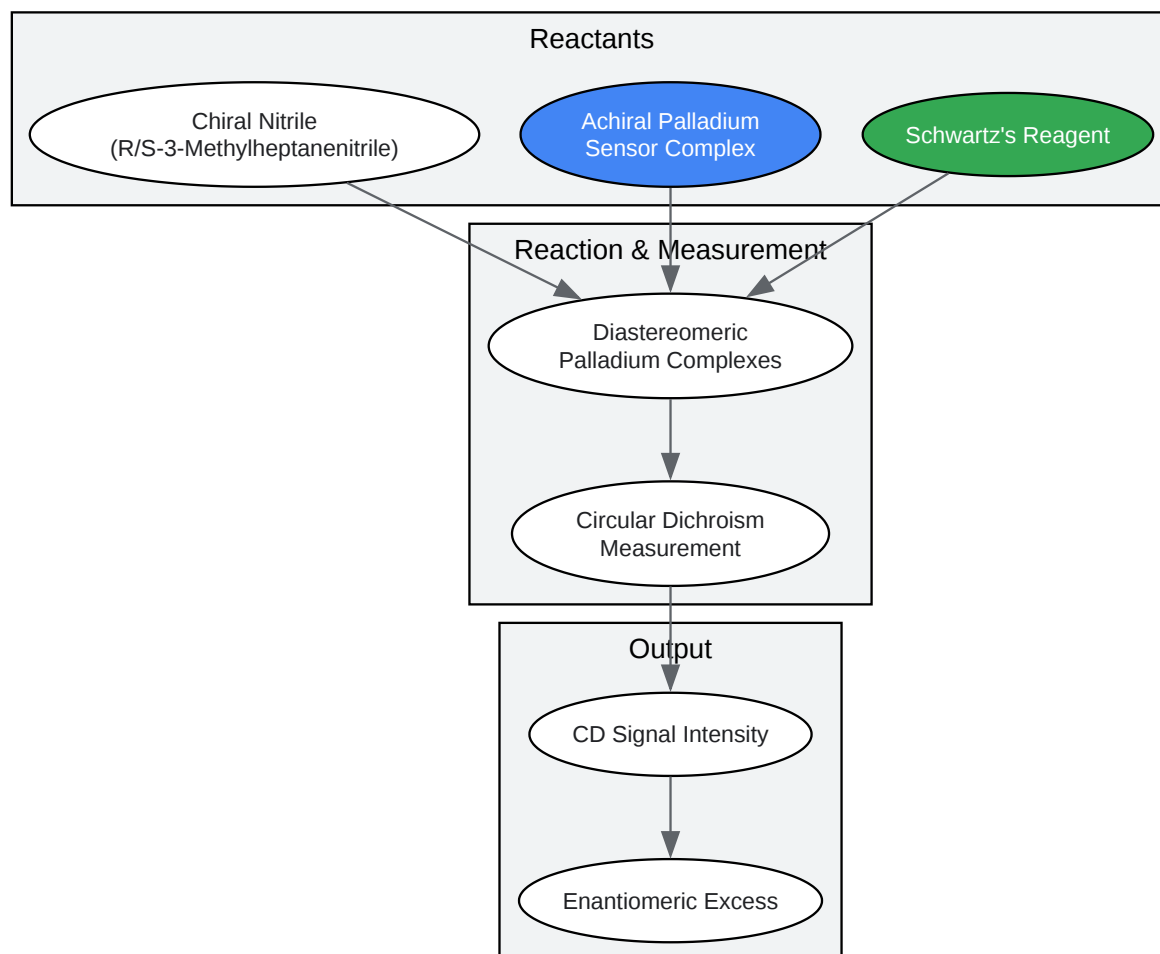 Reactants
Chiral Nitrile
(R/S-3-Methylheptanenitrile)
Achiral Palladium
Sensor Complex
Schwartz's Reagent
Reaction & Measurement
Diastereomeric
Palladium Complexes
Circular Dichroism
Measurement
Output
CD Signal Intensity
Enantiomeric Excess